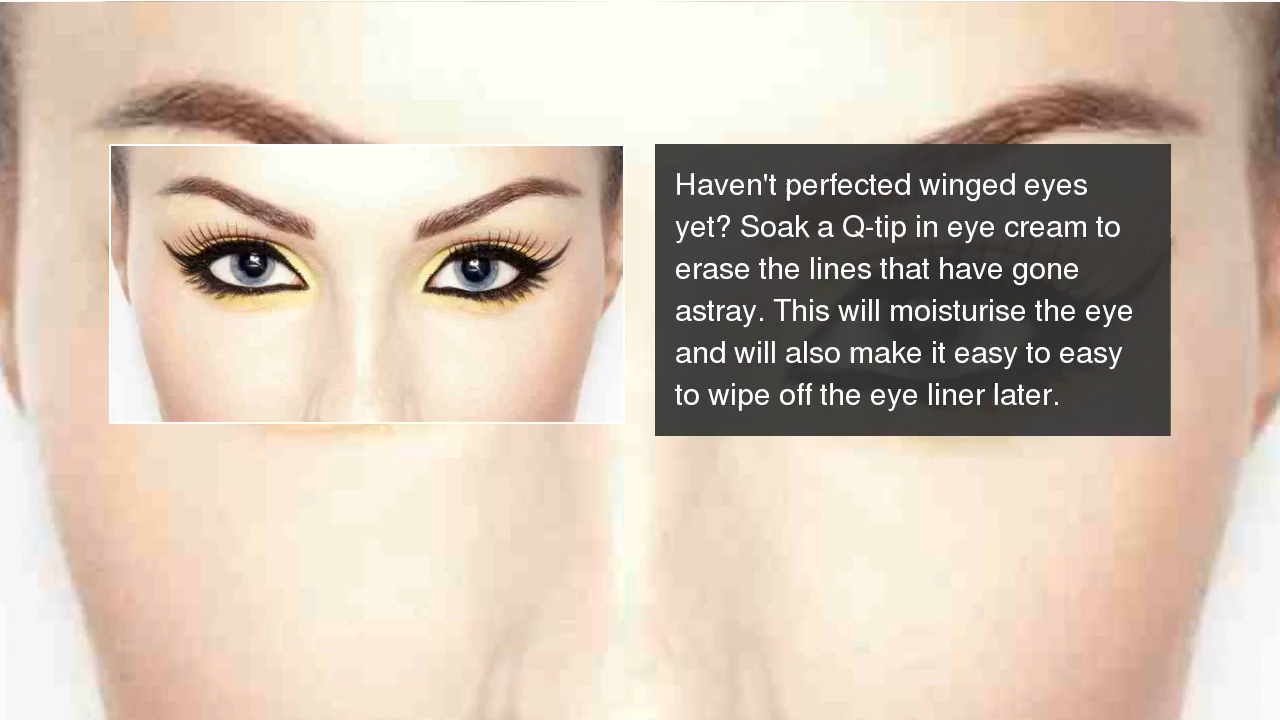 Haven't perfected winged eyes
yet? Soak a Q-tip in eye cream to
erase the lines that have gone
astray. This will moisturise the eye
and will also make it easy to easy
to wipe off the eye liner later.